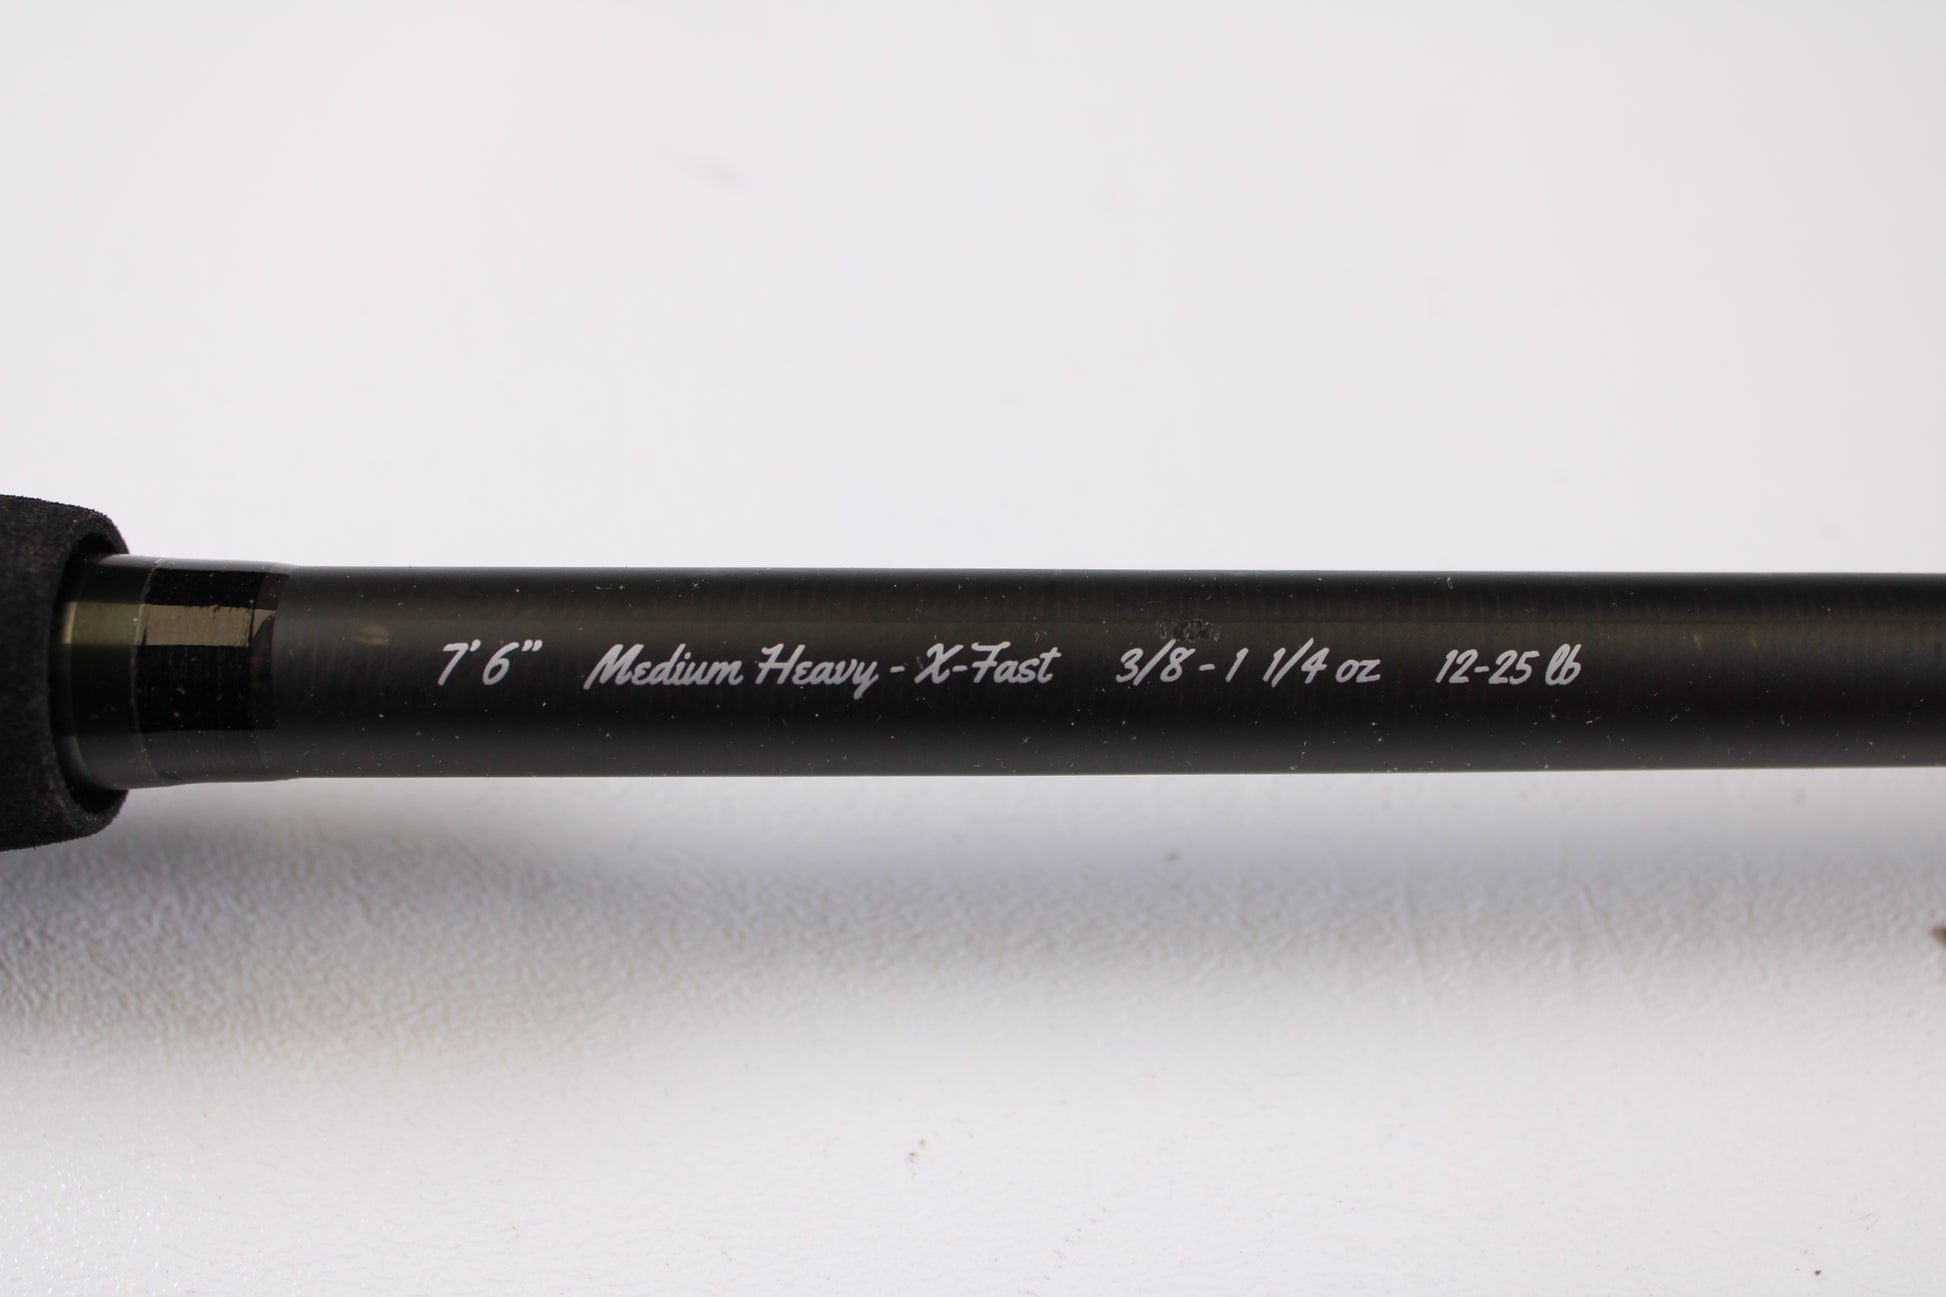 7'6" Medium Heavy - X-Fast 3/8 - 1 1/4 oz 12-25 lb